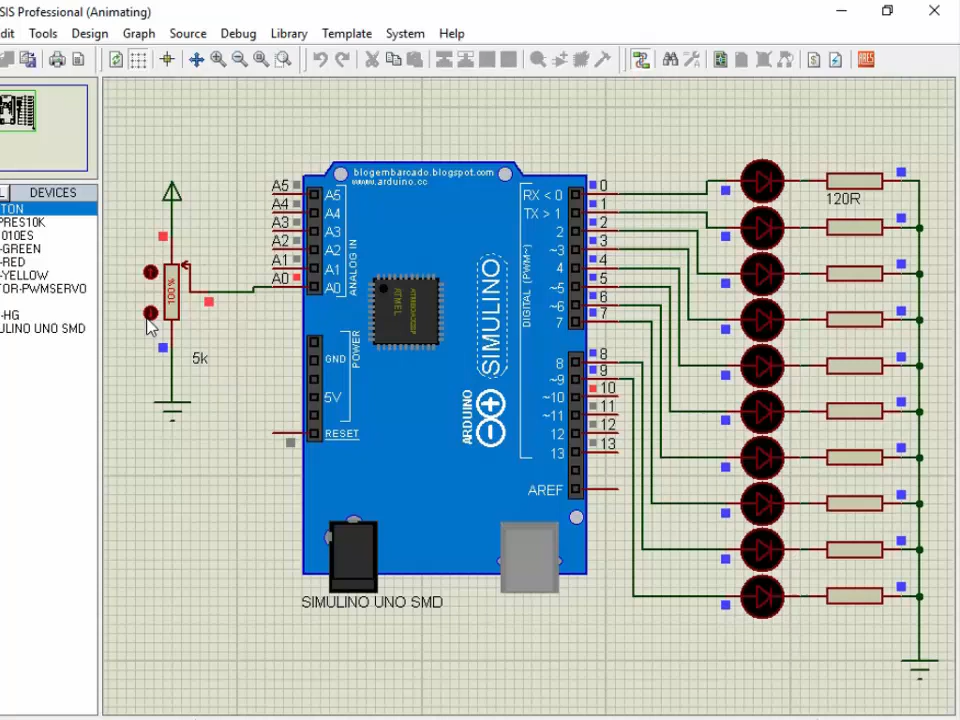 SIS Professional (Animating)
dit Tools Design Graph Source Debug Graph Library Template System Help
L DEVICES
TON
PRES10K
010ES
-GREEN
-RED
-YELLOW
TOR-PWMSERVO
-HG
ULINO UNO SMD
100%
5k
blogembarcado.blogspot.com
www.arduino.cc
A5
A4
A3
A2
A1
A0
A5
A4
A3
A2
A1
A0
ANALOG IN
RX < 0
TX > 1
2
~3
4
~5
~6
7
DIGITAL (PWM~)
0
1
2
3
4
5
6
7
ATMEL
SIMULINO
ARDUINO
POWER
GND
5V
RESET
8
~9
~10
~11
12
13
AREF
8
9
10
11
12
13
120R
SIMULINO UNO SMD
ARES